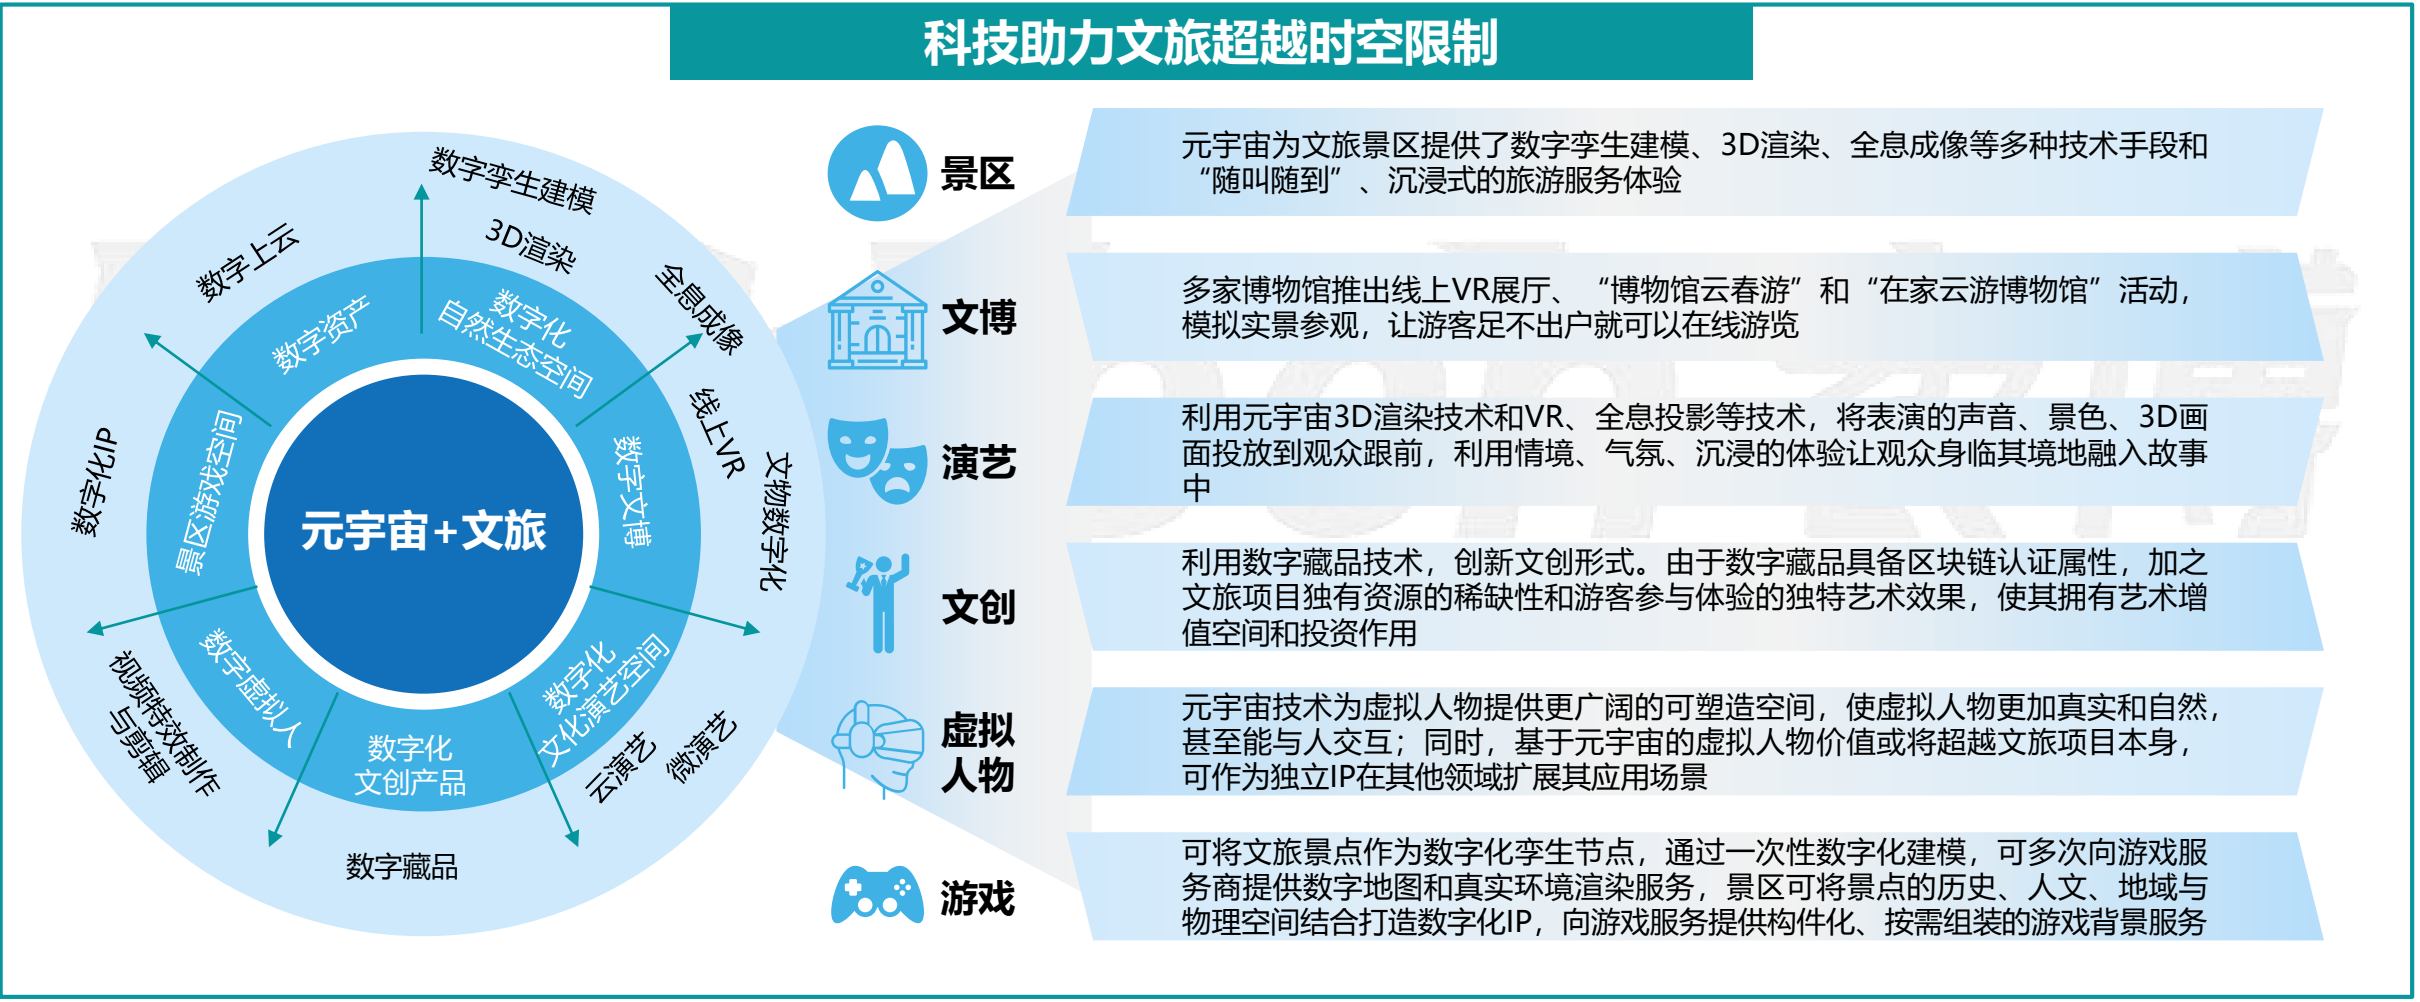 科技助力文旅超越时空限制
数字孪生建模
3D渲染
全息成像
线上VR
文物数字化
云演艺
微演艺
数字藏品
视频特效制作
与剪辑
数字化IP
数字上云
数字资产
数字化
自然生态空间
数字文博
数字化
文化演艺空间
数字化
文创产品
数字虚拟人
景区游戏空间
元宇宙+文旅
景区
元宇宙为文旅景区提供了数字孪生建模、3D渲染、全息成像等多种技术手段和
“随叫随到”、沉浸式的旅游服务体验
文博
多家博物馆推出线上VR展厅、“博物馆云春游”和“在家云游博物馆”活动，
模拟实景参观，让游客足不出户就可以在线游览
演艺
利用元宇宙3D渲染技术和VR、全息投影等技术，将表演的声音、景色、3D画
面投放到观众跟前，利用情境、气氛、沉浸的体验让观众身临其境地融入故事
中
文创
利用数字藏品技术，创新文创形式。由于数字藏品具备区块链认证属性，加之
文旅项目独有资源的稀缺性和游客参与体验的独特艺术效果，使其拥有艺术增
值空间和投资作用
虚拟
人物
元宇宙技术为虚拟人物提供更广阔的可塑造空间，使虚拟人物更加真实和自然，
甚至能与人交互；同时，基于元宇宙的虚拟人物价值或将超越文旅项目本身，
可作为独立IP在其他领域扩展其应用场景
游戏
可将文旅景点作为数字化孪生节点，通过一次性数字化建模，可多次向游戏服
务商提供数字地图和真实环境渲染服务，景区可将景点的历史、人文、地域与
物理空间结合打造数字化IP，向游戏服务提供构件化、按需组装的游戏背景服务